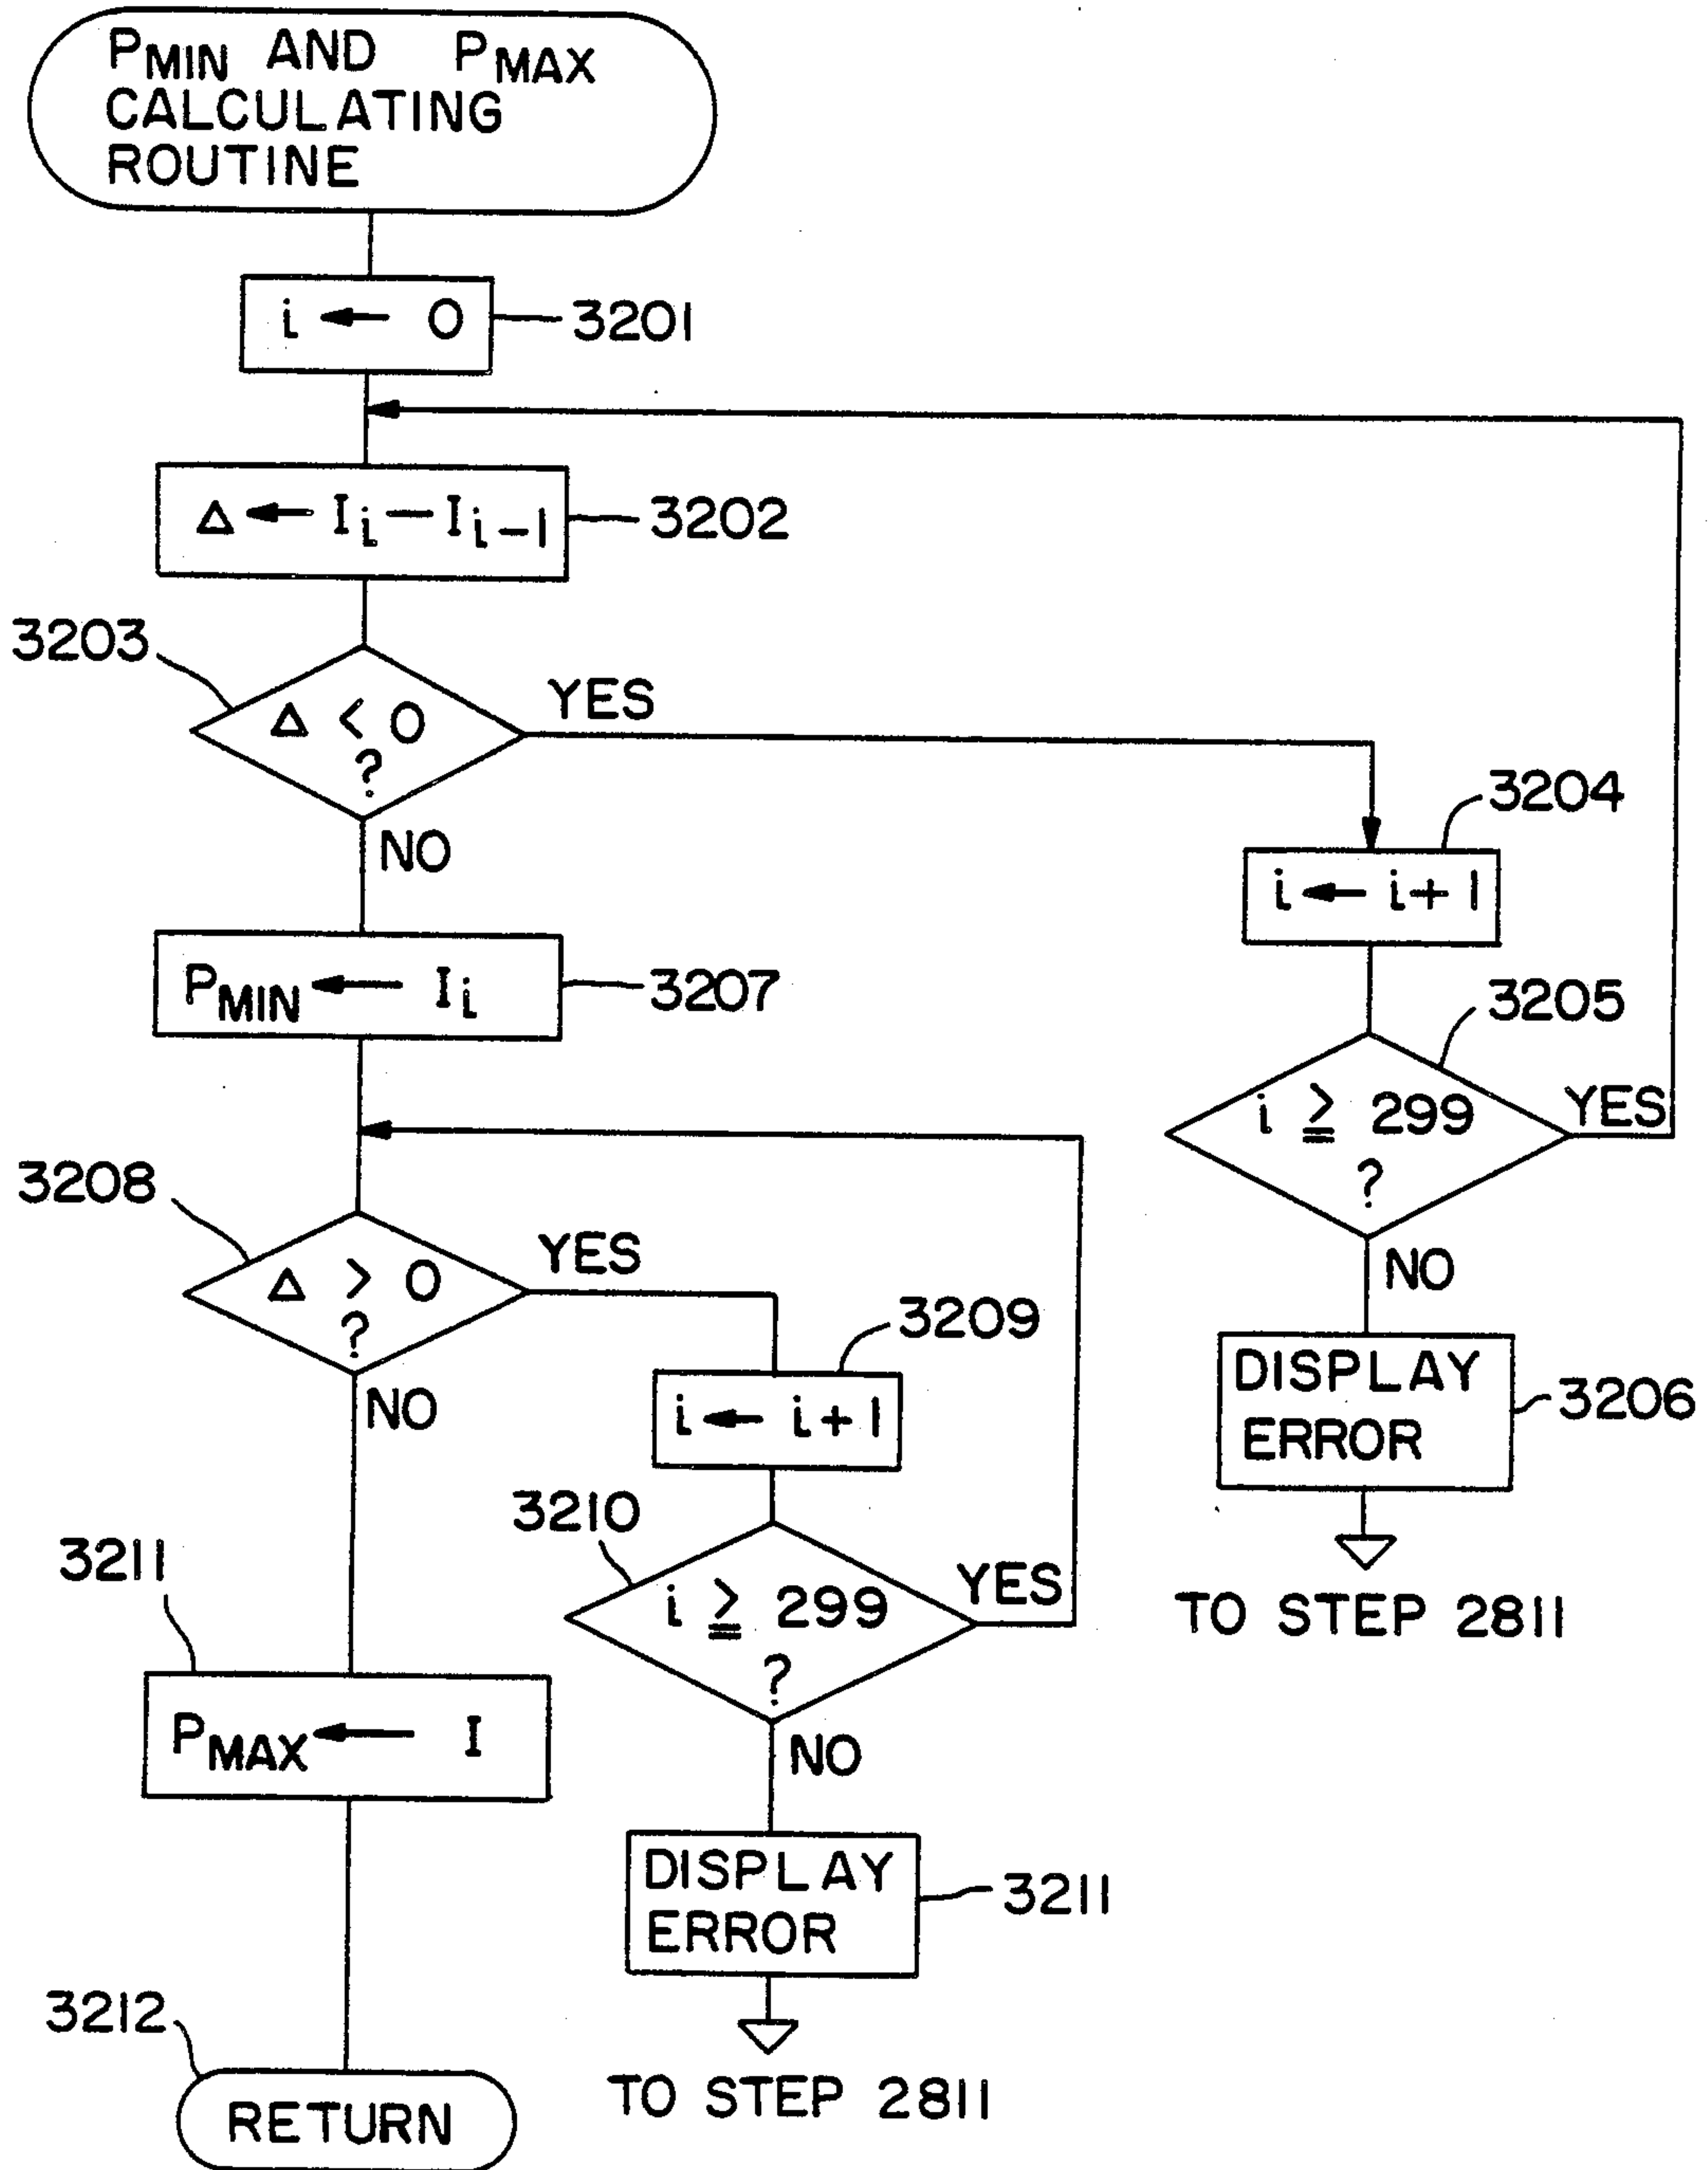 PMIN AND PMAX
CALCULATING
ROUTINE
i ← 0
3201
Δ ← Ii — Ii-1
3202
3203
Δ < 0
?
YES
NO
3204
i ← i+1
3205
i ≧ 299
?
YES
NO
DISPLAY
ERROR
3206
TO STEP 2811
PMIN ← Ii
3207
3208
Δ > 0
?
YES
NO
3209
i ← i+1
3210
i ≧ 299
?
YES
NO
DISPLAY
ERROR
3211
TO STEP 2811
3211
PMAX ← I
3212
RETURN